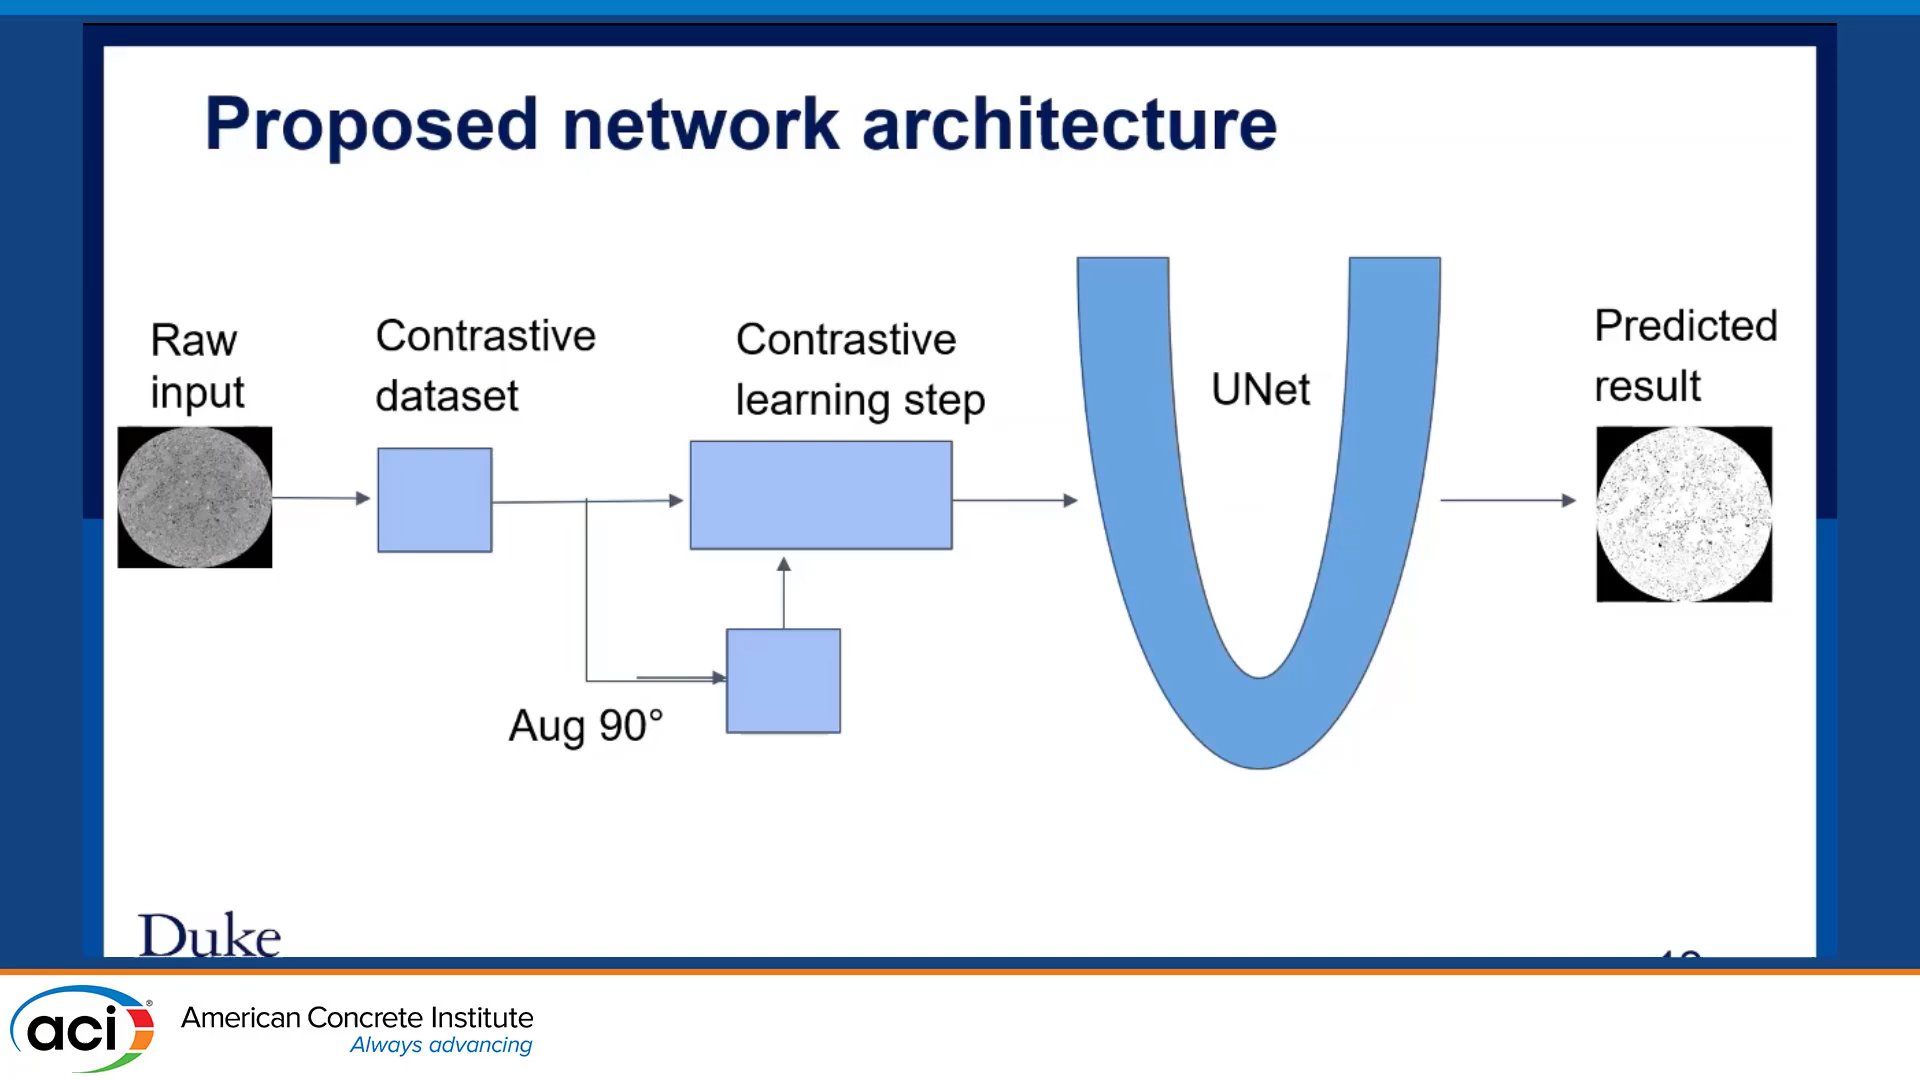 Proposed network architecture
Raw
input
Contrastive
dataset
Contrastive
learning step
UNet
Predicted
result
Aug 90°
Duke
aci®
American Concrete Institute
Always advancing